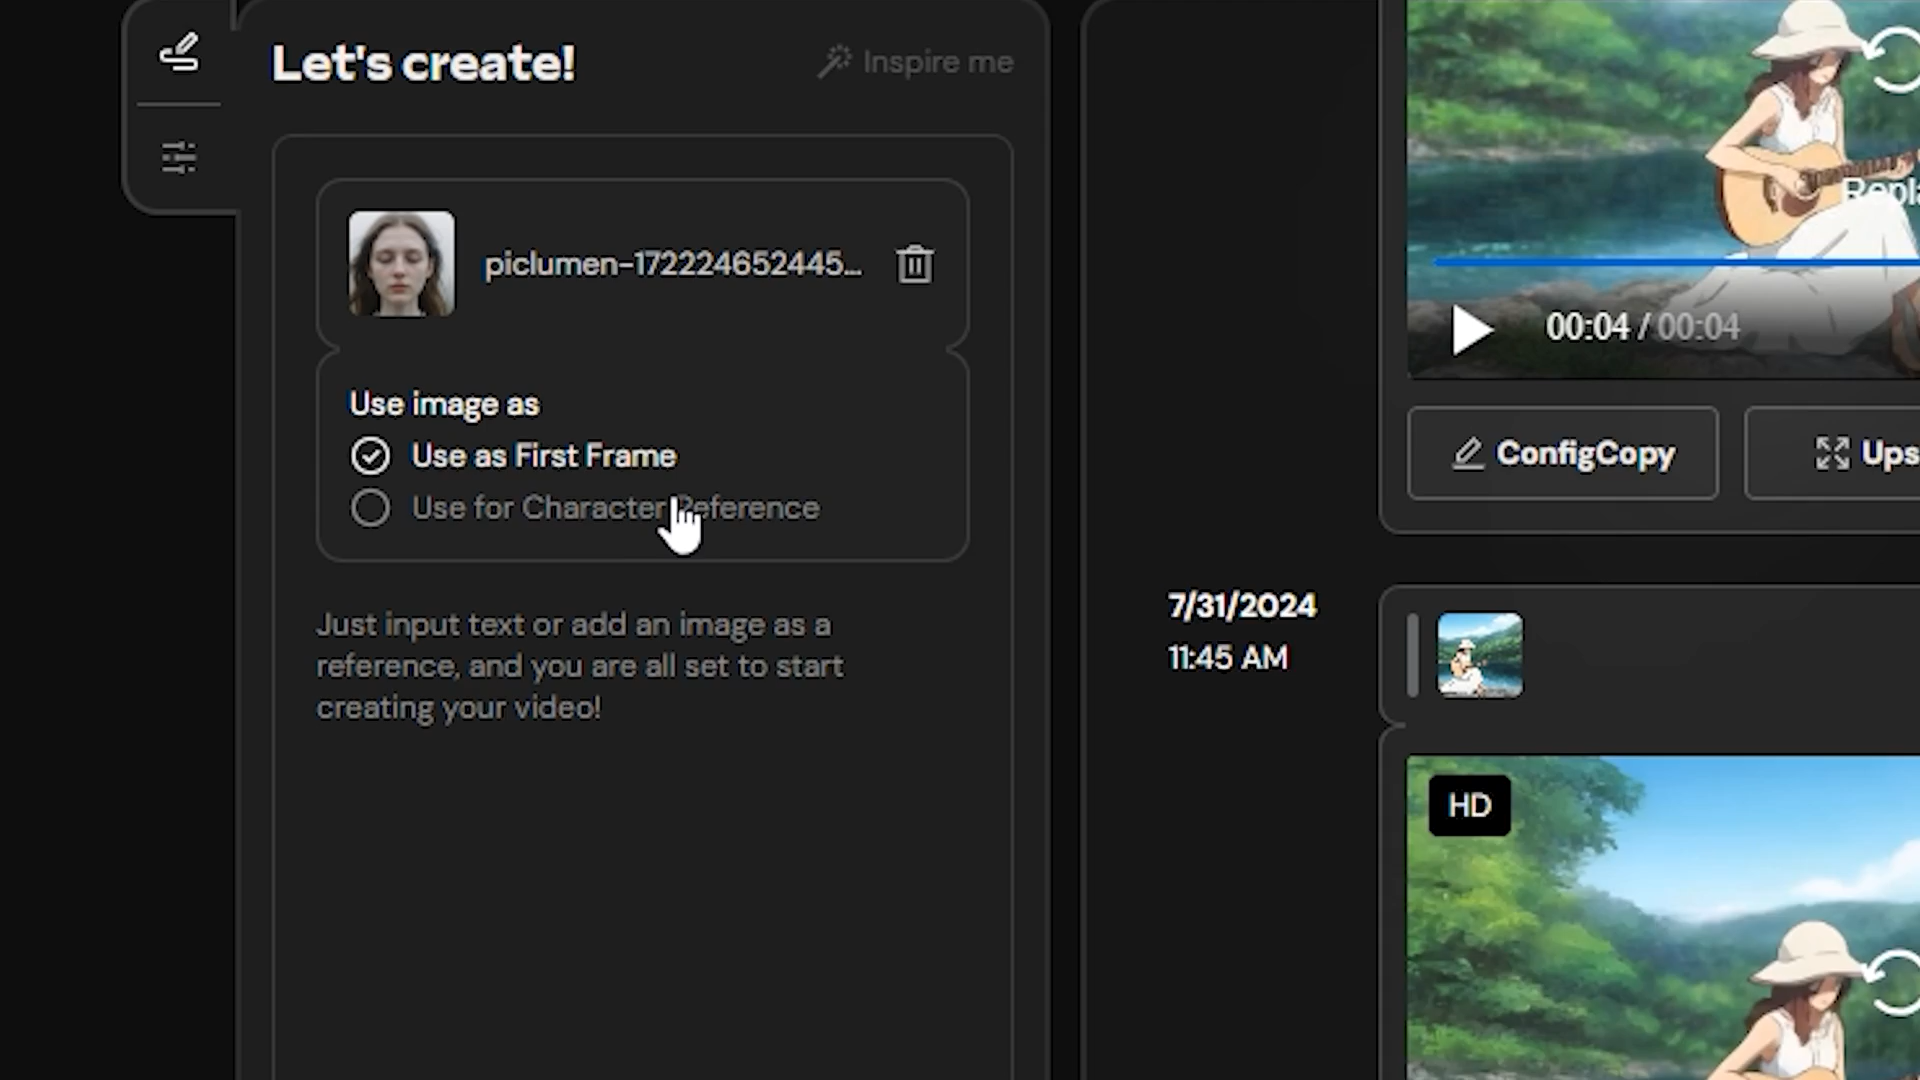 Let's create!
Inspire me
piclumen-172224652445...
Use image as
Use as First Frame
Use for Character Reference
Just input text or add an image as a
reference, and you are all set to start
creating your video!
00:04 / 00:04
ConfigCopy
7/31/2024
11:45 AM
HD